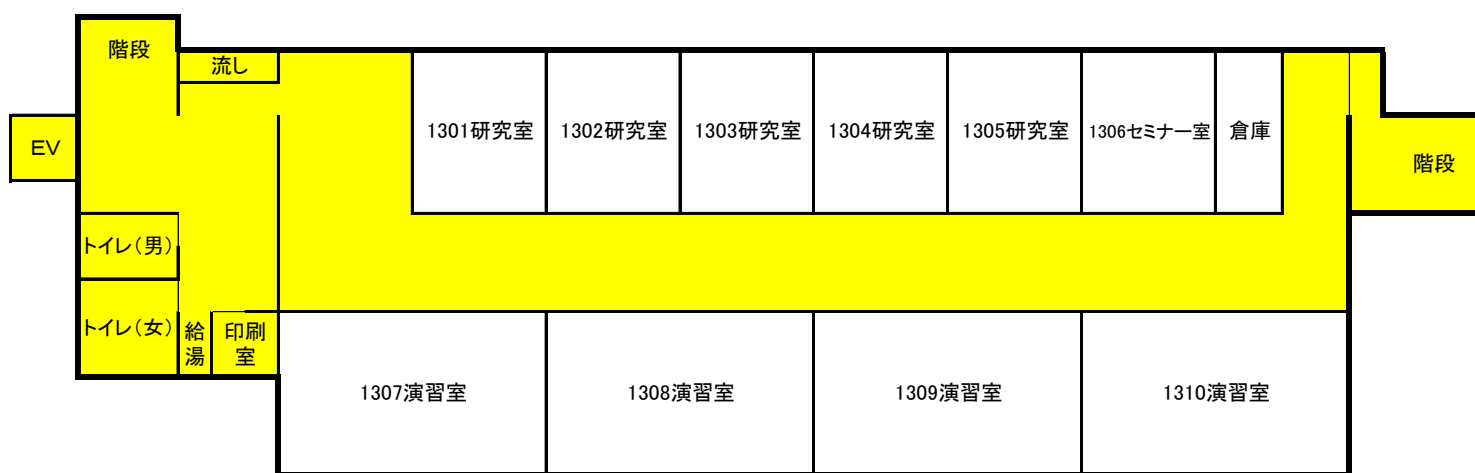 階段
流し
EV
1301研究室
1302研究室
1303研究室
1304研究室
1305研究室
1306セミナー室
倉庫
階段
トイレ(男)
トイレ(女)
給
湯
印刷
室
1307演習室
1308演習室
1309演習室
1310演習室